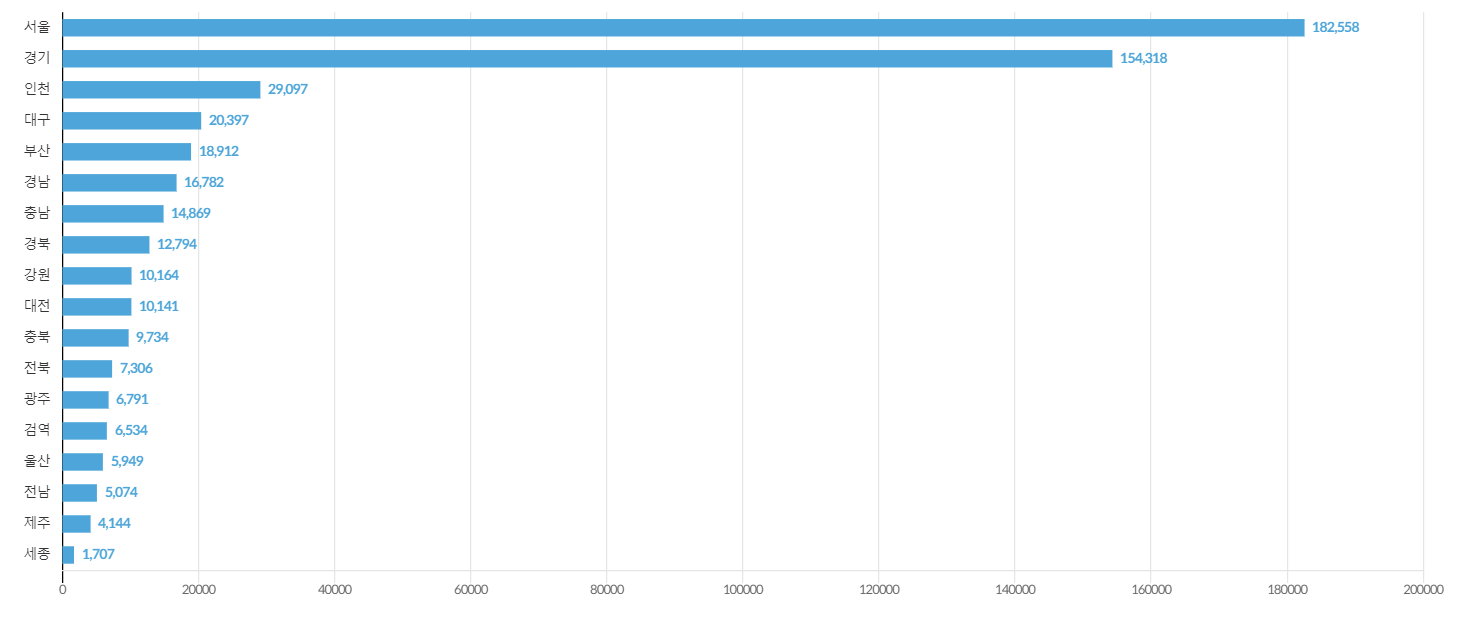 서울 182,558
경기 154,318
인천 29,097
대구 20,397
부산 18,912
경남 16,782
충남 14,869
경북 12,794
강원 10,164
대전 10,141
충북 9,734
전북 7,306
광주 6,791
검역 6,534
울산 5,949
전남 5,074
제주 4,144
세종 1,707
0 20000 40000 60000 80000 100000 120000 140000 160000 180000 200000